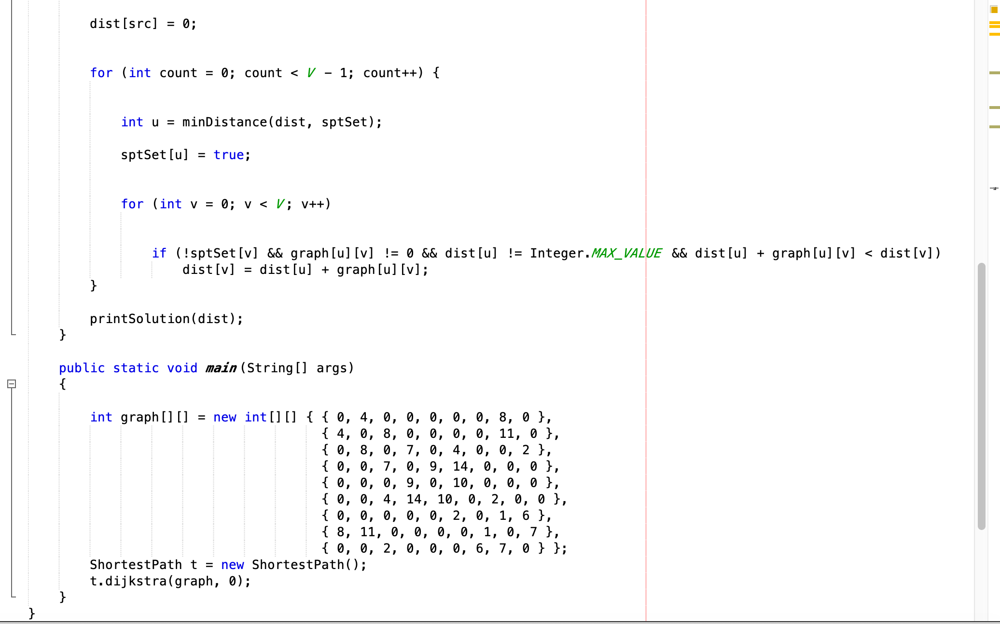 dist[src] = 0;
for (int count = 0; count < V - 1; count++) {
int u = minDistance(dist, sptSet);
sptSet[u] = true;
for (int v = 0; v < V; v++)
if (!sptSet[v] && graph[u][v] != 0 && dist[u] != Integer.MAX_VALUE && dist[u] + graph[u][v] < dist[v])
dist[v] = dist[u] + graph[u][v];
}
printSolution(dist);
}
public static void main(String[] args)
{
int graph[][] = new int[][] { { 0, 4, 0, 0, 0, 0, 0, 8, 0 },
{ 4, 0, 8, 0, 0, 0, 0, 11, 0 },
{ 0, 8, 0, 7, 0, 4, 0, 0, 2 },
{ 0, 0, 7, 0, 9, 14, 0, 0, 0 },
{ 0, 0, 0, 9, 0, 10, 0, 0, 0 },
{ 0, 0, 4, 14, 10, 0, 2, 0, 0 },
{ 0, 0, 0, 0, 0, 2, 0, 1, 6 },
{ 8, 11, 0, 0, 0, 0, 1, 0, 7 },
{ 0, 0, 2, 0, 0, 0, 6, 7, 0 } };
ShortestPath t = new ShortestPath();
t.dijkstra(graph, 0);
}
}